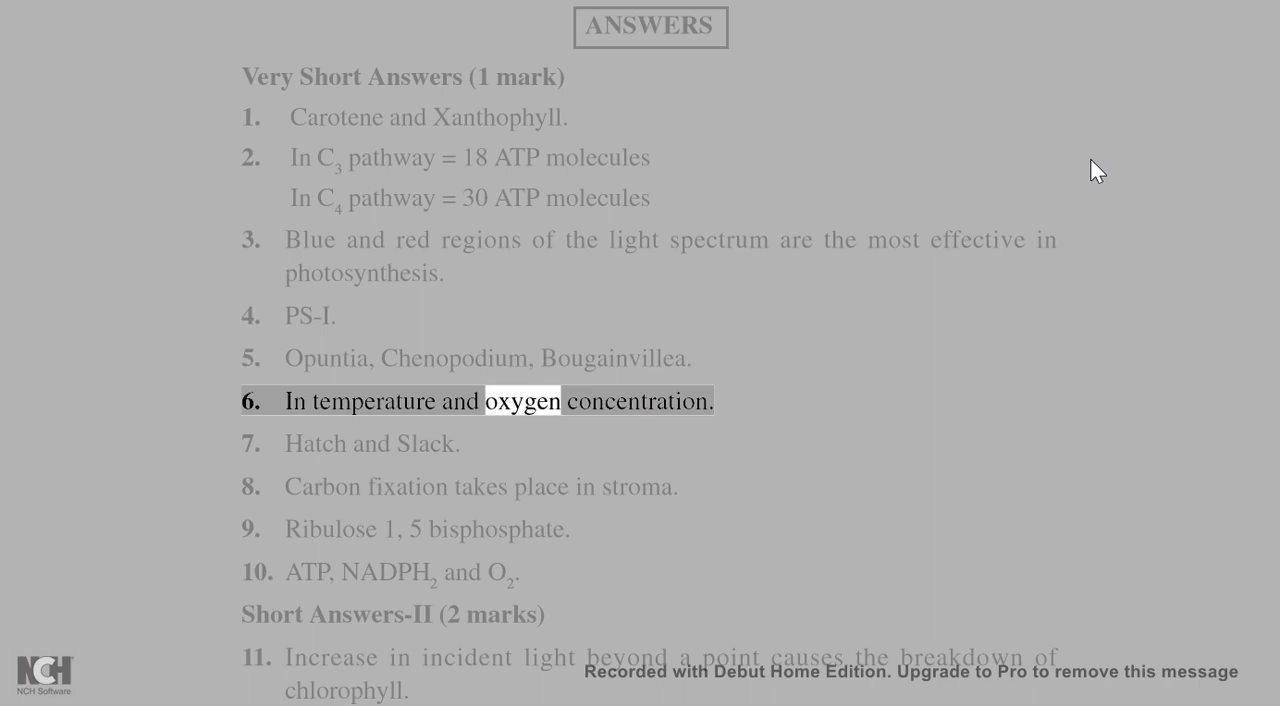 ANSWERS
Very Short Answers (1 mark)
1. Carotene and Xanthophyll.
2. In C3 pathway = 18 ATP molecules
In C4 pathway = 30 ATP molecules
3. Blue and red regions of the light spectrum are the most effective in
photosynthesis.
4. PS-I.
5. Opuntia, Chenopodium, Bougainvillea.
6. In temperature and oxygen concentration.
7. Hatch and Slack.
8. Carbon fixation takes place in stroma.
9. Ribulose 1, 5 bisphosphate.
10. ATP, NADPH2 and O2.
Short Answers-II (2 marks)
11. Increase in incident light beyond a point causes the breakdown of
chlorophyll.
NCH
NCH Software
Recorded with Debut Home Edition. Upgrade to Pro to remove this message